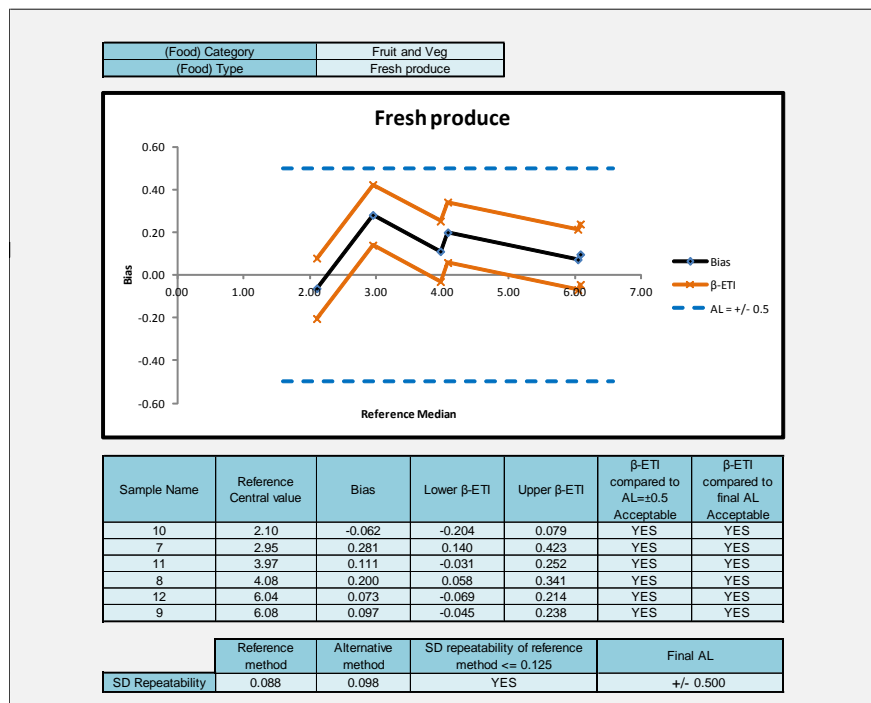 (Food) Category Fruit and Veg
(Food) Type Fresh produce
Fresh produce
0.60
0.40
0.20
0.00
-0.20
-0.40
-0.60
0.00 1.00 2.00 3.00 4.00 5.00 6.00 7.00
Bias
Reference Median
Bias
β-ETI
AL = +/- 0.5
Sample Name Reference Central value Bias Lower β-ETI Upper β-ETI β-ETI compared to AL=±0.5 Acceptable β-ETI compared to final AL Acceptable
10 2.10 -0.062 -0.204 0.079 YES YES
7 2.95 0.281 0.140 0.423 YES YES
11 3.97 0.111 -0.031 0.252 YES YES
8 4.08 0.200 0.058 0.341 YES YES
12 6.04 0.073 -0.069 0.214 YES YES
9 6.08 0.097 -0.045 0.238 YES YES
Reference method Alternative method SD repeatability of reference method <= 0.125 Final AL
SD Repeatability 0.088 0.098 YES +/- 0.500